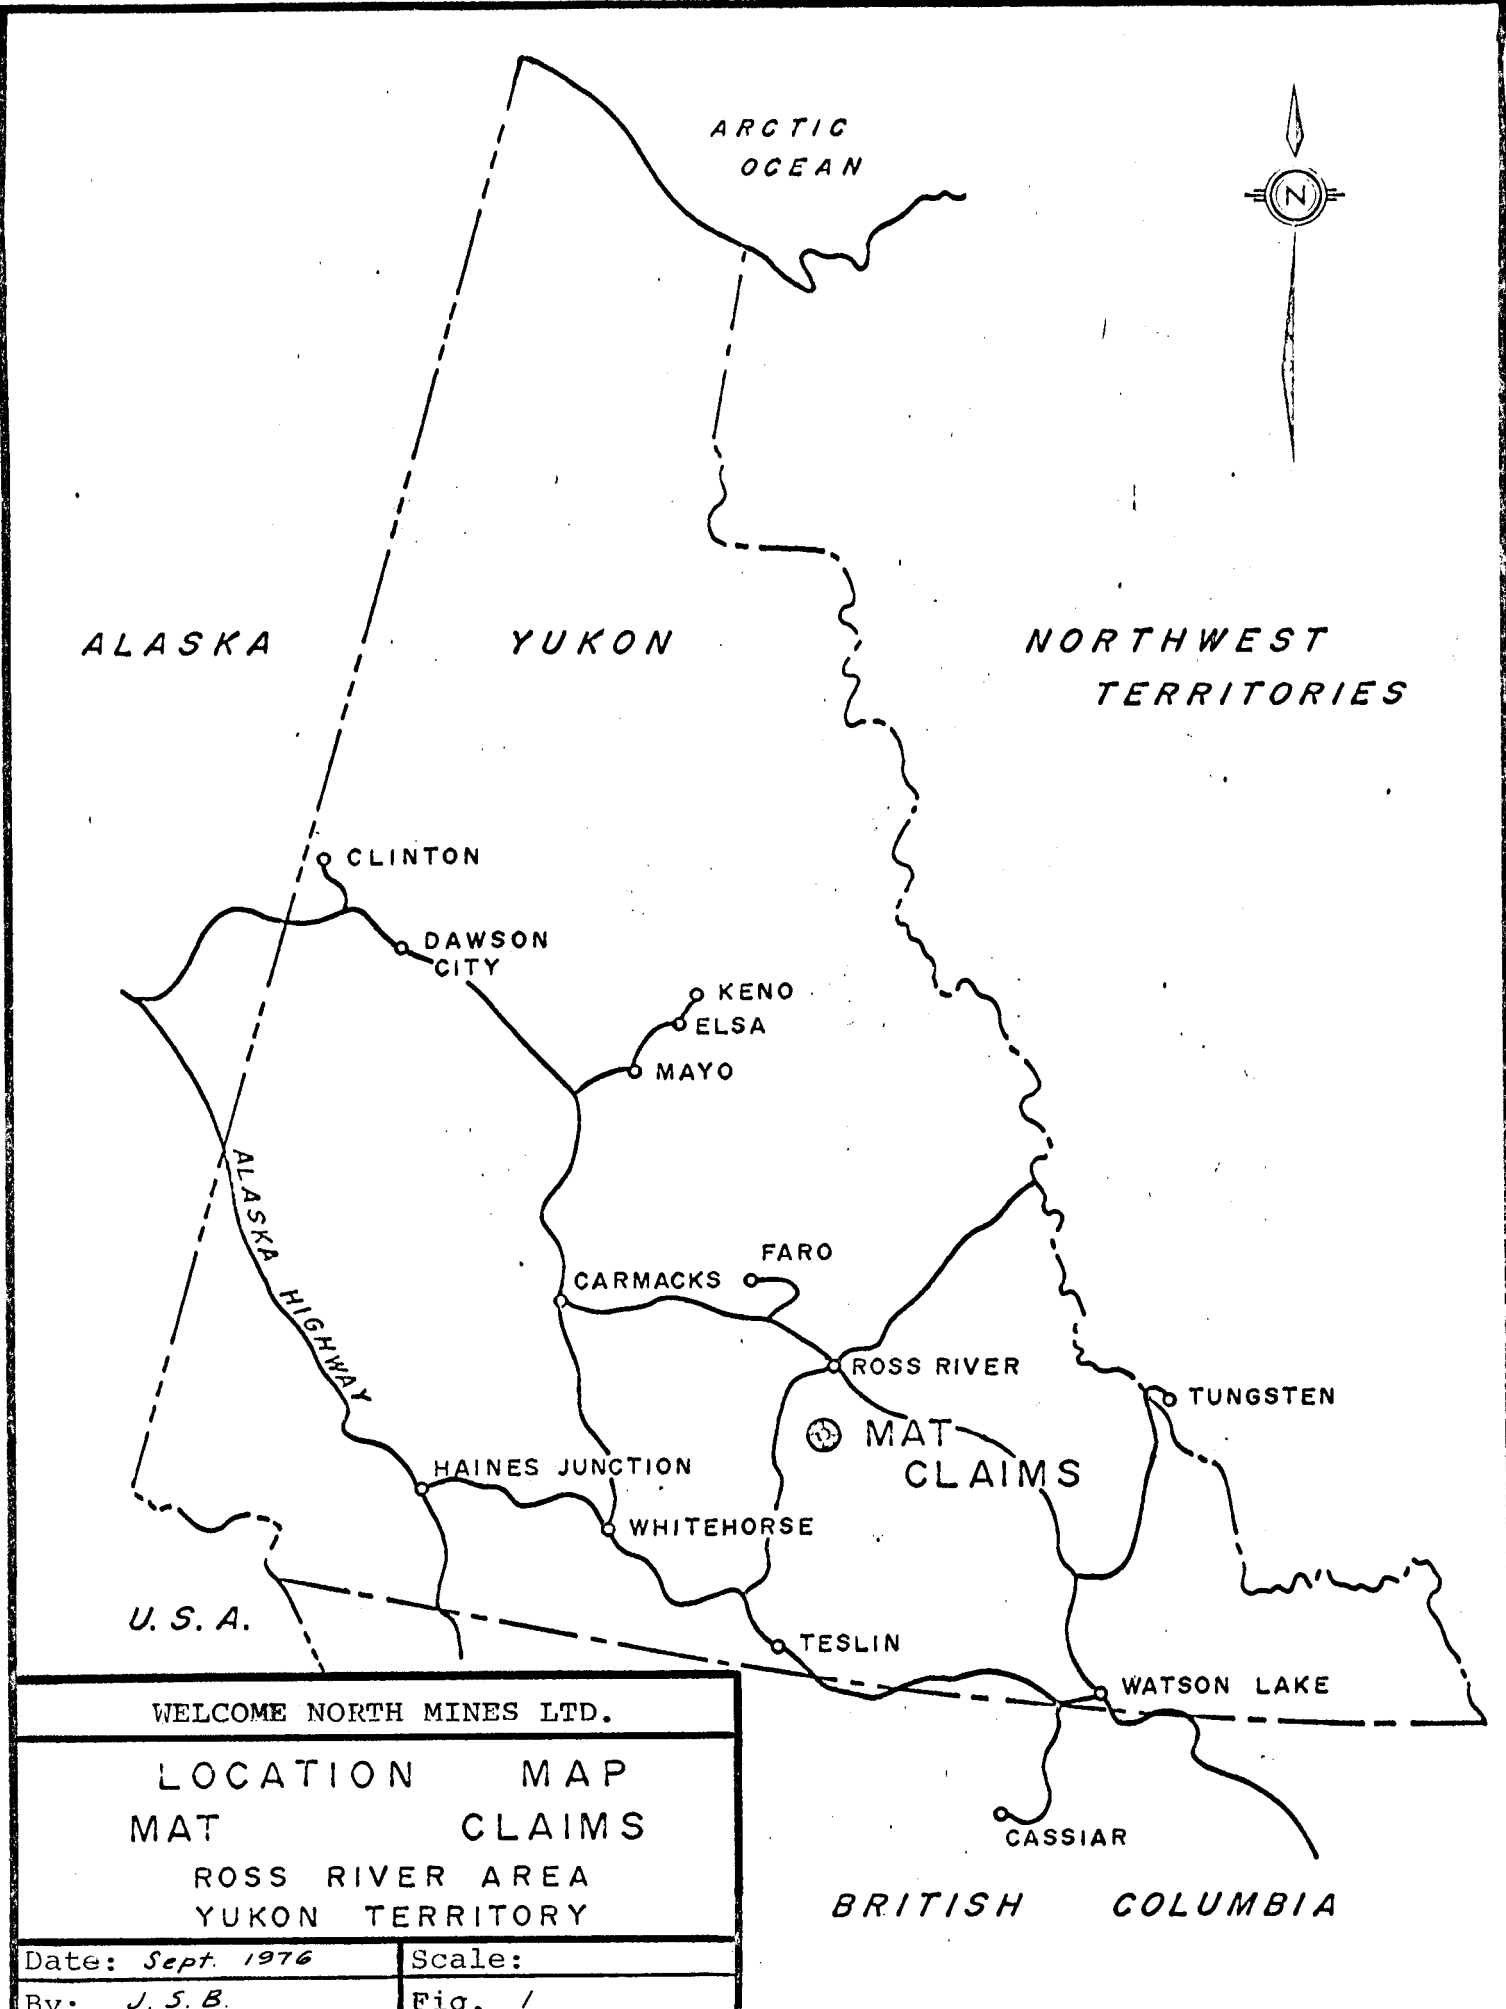 ARCTIC
OCEAN
N
ALASKA
YUKON
NORTHWEST
TERRITORIES
CLINTON
DAWSON
CITY
KENO
ELSA
MAYO
ALASKA HIGHWAY
FARO
CARMACKS
ROSS RIVER
TUNGSTEN
MAT
CLAIMS
HAINES JUNCTION
WHITEHORSE
U.S.A.
TESLIN
WATSON LAKE
CASSIAR
BRITISH COLUMBIA
WELCOME NORTH MINES LTD.
LOCATION MAP
MAT CLAIMS
ROSS RIVER AREA
YUKON TERRITORY
Date: Sept. 1976
Scale:
By: J.S.B.
Fig. 1